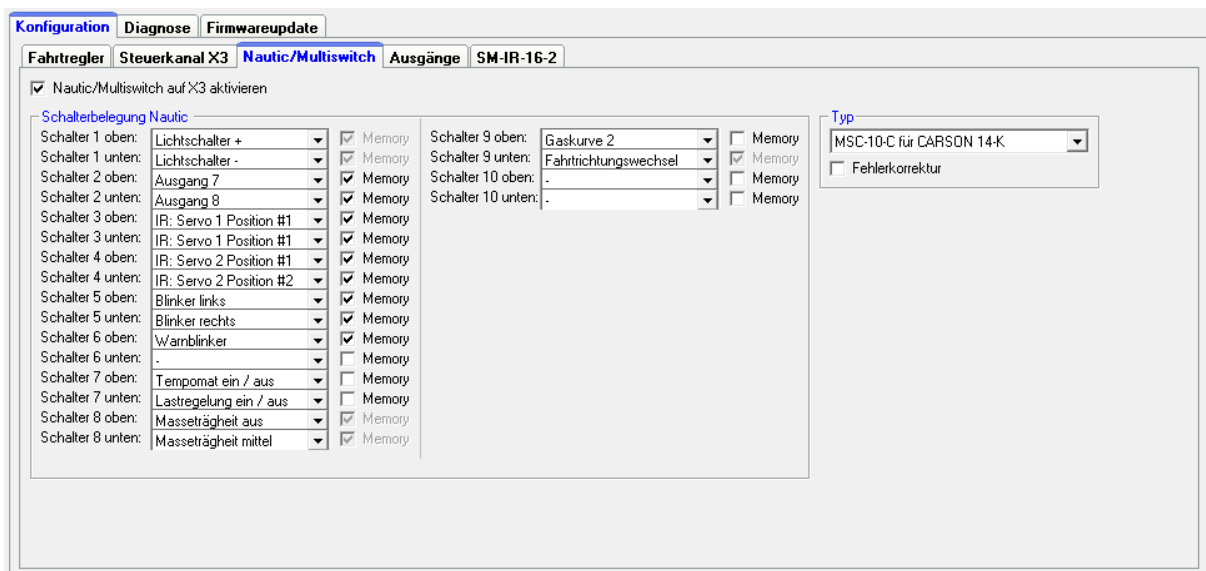 Konfiguration Diagnose Firmwareupdate
Fahrtregler Steuerkanal X3 Nautic/Multiswitch Ausgänge SM-IR-16-2
Nautic/Multiswitch auf X3 aktivieren
Schalterbelegung Nautic
Schalter 1 oben: Lichtschalter + Memory
Schalter 1 unten: Lichtschalter - Memory
Schalter 2 oben: Ausgang 7 Memory
Schalter 2 unten: Ausgang 8 Memory
Schalter 3 oben: IR: Servo 1 Position #1 Memory
Schalter 3 unten: IR: Servo 1 Position #1 Memory
Schalter 4 oben: IR: Servo 2 Position #1 Memory
Schalter 4 unten: IR: Servo 2 Position #2 Memory
Schalter 5 oben: Blinker links Memory
Schalter 5 unten: Blinker rechts Memory
Schalter 6 oben: Warnblinker Memory
Schalter 6 unten: - Memory
Schalter 7 oben: Tempomat ein / aus Memory
Schalter 7 unten: Lastregelung ein / aus Memory
Schalter 8 oben: Masseträgheit aus Memory
Schalter 8 unten: Masseträgheit mittel Memory
Schalter 9 oben: Gaskurve 2 Memory
Schalter 9 unten: Fahrtrichtungswechsel Memory
Schalter 10 oben: - Memory
Schalter 10 unten: - Memory
Typ
MSC-10-C für CARSON 14-K
Fehlerkorrektur